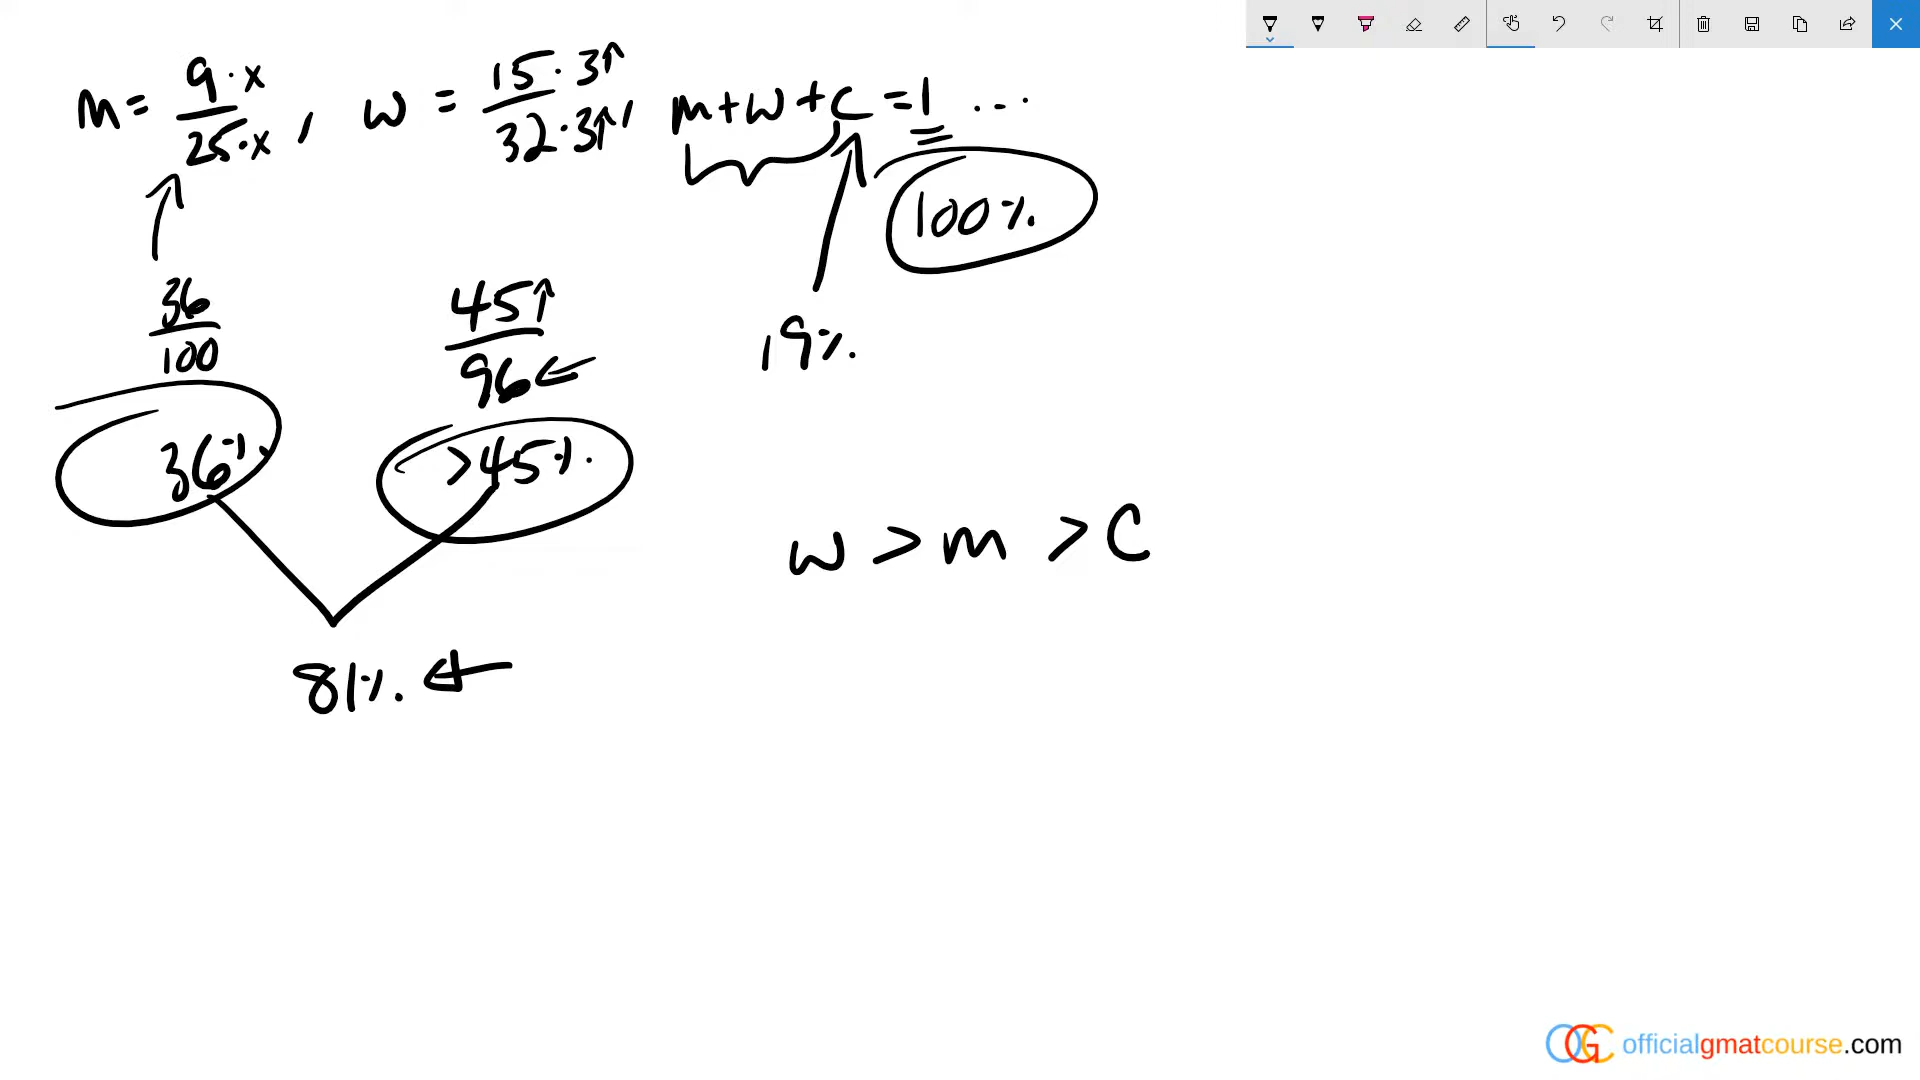 m = 9·x / 25·x , w = 15·3↑ / 32·3↑ , m+w+c = 1 ...
100%
36/100
45↑/96 ←
19%
36%
>45%
w > m > c
81% ←
officialgmatcourse.com